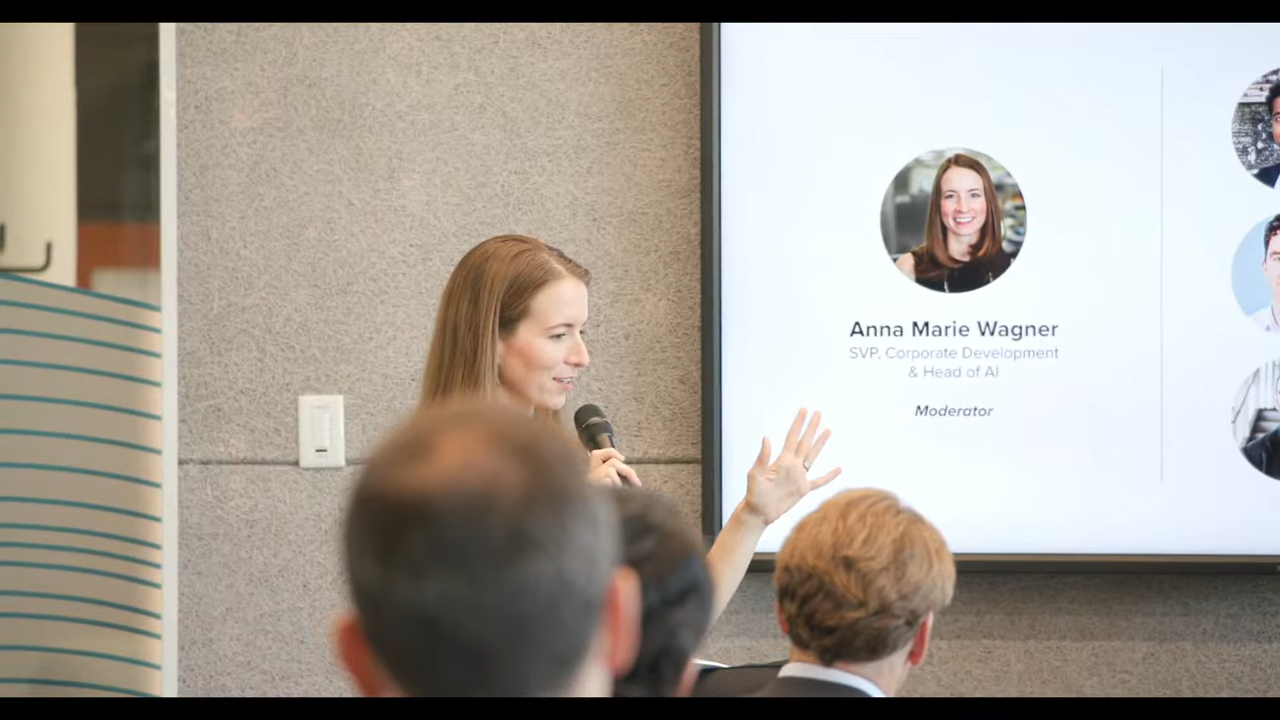 Anna Marie Wagner
SVP, Corporate Development
& Head of AI
Moderator